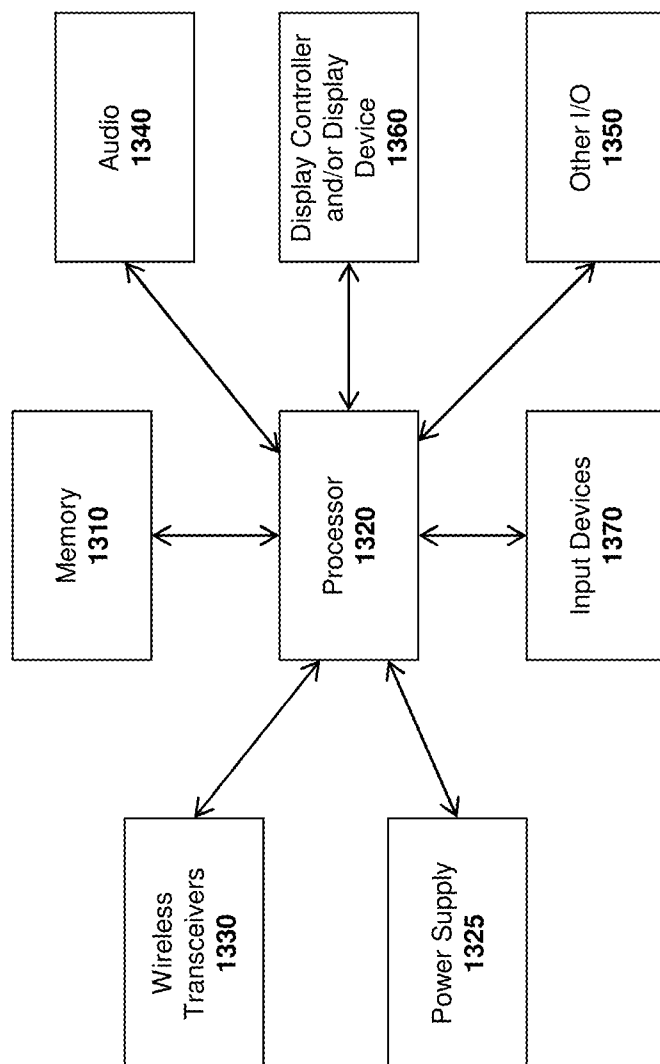 Wireless
Transceivers
1330
Power Supply
1325
Memory
1310
Processor
1320
Input Devices
1370
Audio
1340
Display Controller
and/or Display
Device
1360
Other I/O
1350